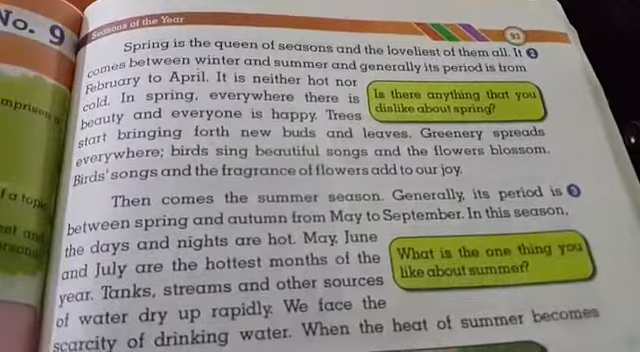 No. 9
Seasons of the Year
93
Spring is the queen of seasons and the loveliest of them all. It 2
comes between winter and summer and generally its period is from
February to April. It is neither hot nor
cold. In spring, everywhere there is
beauty and everyone is happy. Trees
Is there anything that you
dislike about spring?
start bringing forth new buds and leaves. Greenery spreads
everywhere; birds sing beautiful songs and the flowers blossom.
Birds' songs and the fragrance of flowers add to our joy.
Then comes the summer season. Generally, its period is 3
between spring and autumn from May to September. In this season,
the days and nights are hot. May, June
and July are the hottest months of the
year. Tanks, streams and other sources
of water dry up rapidly. We face the
What is the one thing you
like about summer?
scarcity of drinking water. When the heat of summer becomes
f a topic